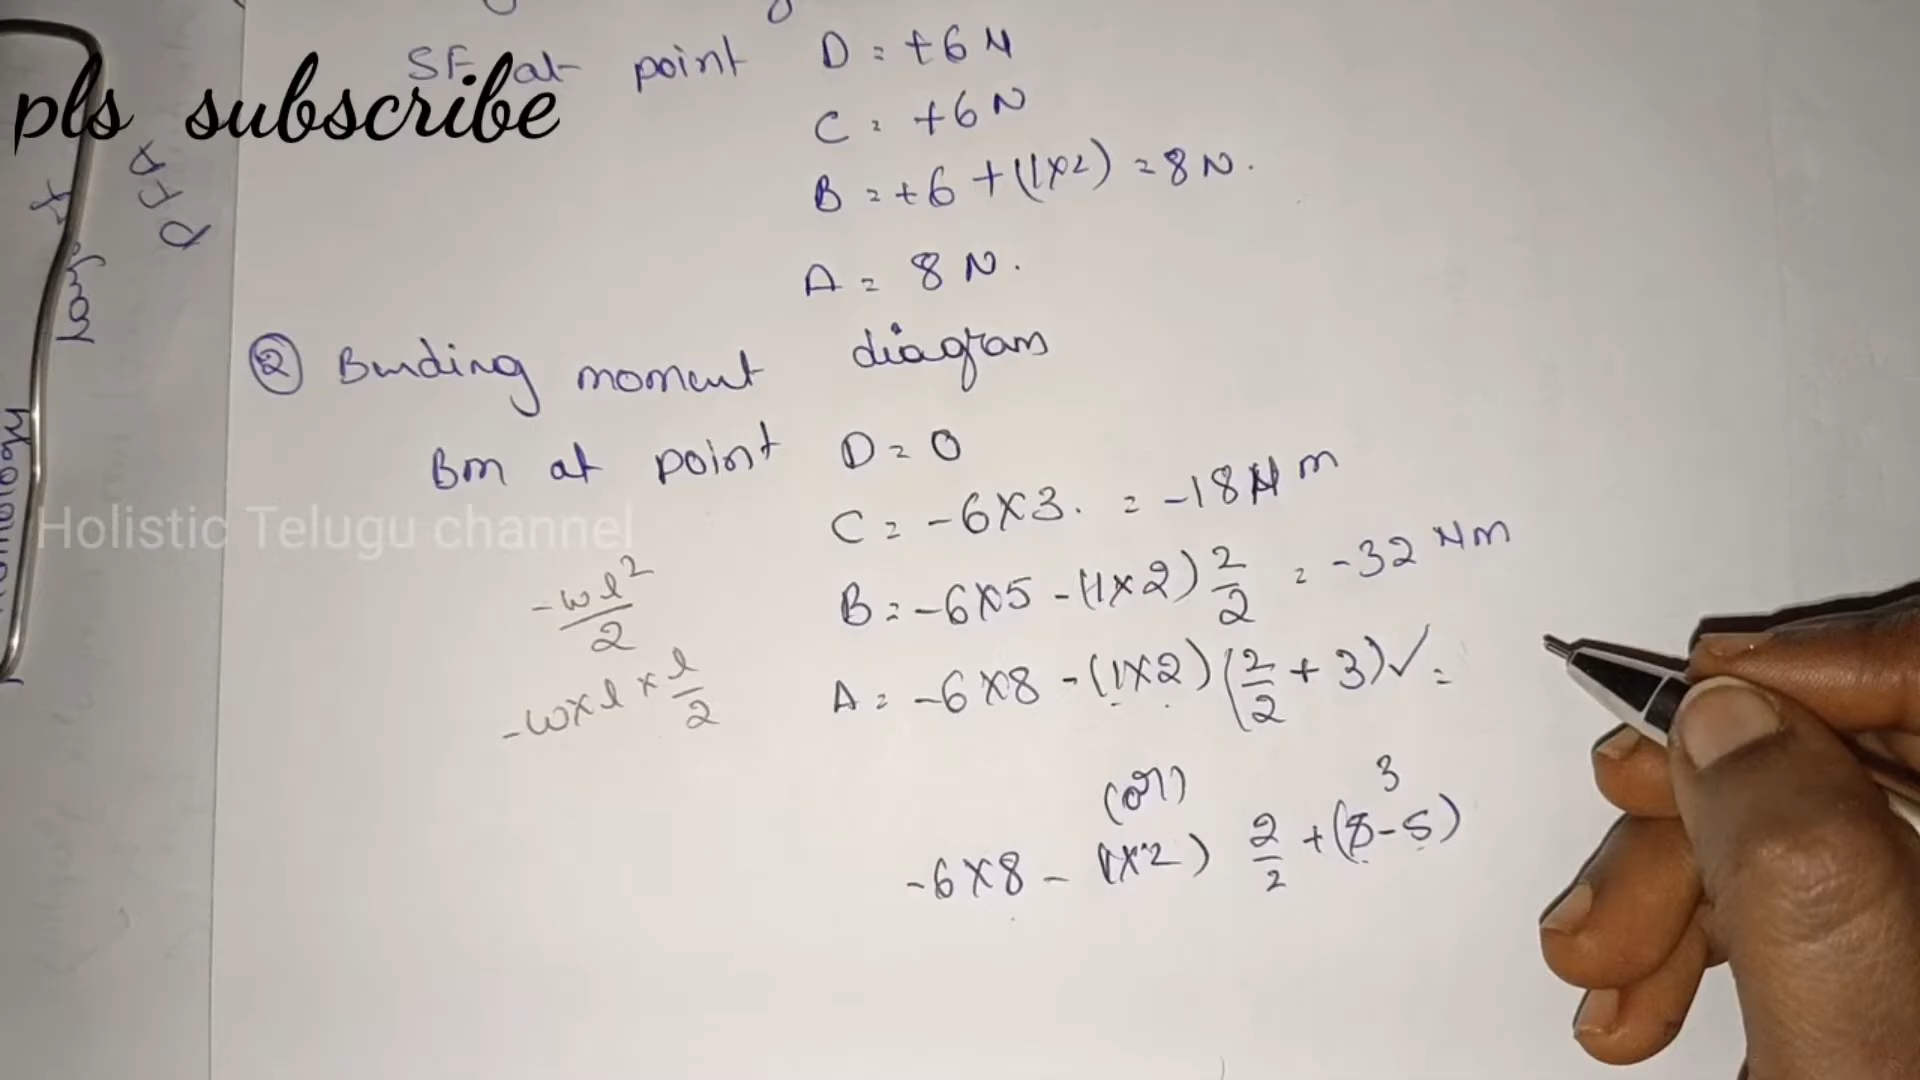 SF at point D = +6 N
pls subscribe
C = +6 N
B = +6 + (1×2) = 8 N.
A = 8 N.
② Bending moment diagram
Bm at point D = 0
C = -6×3. = -18 N m
Holistic Telugu channel
B = -6×5 - (1×2) 2/2 = -32 Nm
-wl²/2
A = -6×8 - (1×2) (2/2 + 3) ✓ =
-w×l × l/2
(or)
3
-6×8 - (1×2) 2/2 + (8-5)